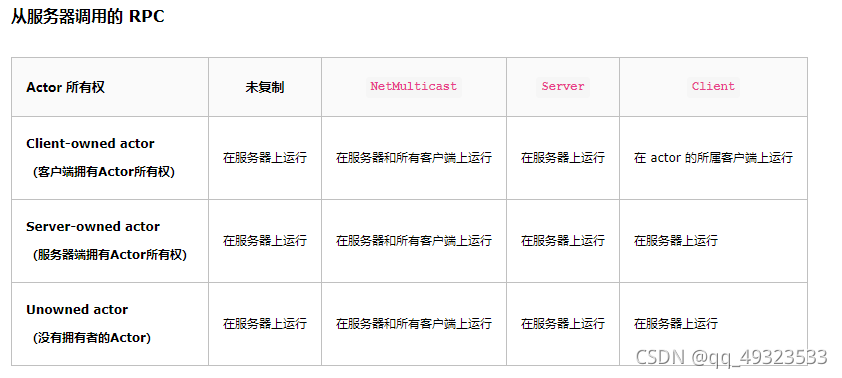 从服务器调用的 RPC
Actor 所有权 未复制 NetMulticast Server Client
Client-owned actor
(客户端拥有Actor所有权)
在服务器上运行 在服务器和所有客户端上运行 在服务器上运行 在 actor 的所属客户端上运行
Server-owned actor
(服务器端拥有Actor所有权)
在服务器上运行 在服务器和所有客户端上运行 在服务器上运行 在服务器上运行
Unowned actor
(没有拥有者的Actor)
在服务器上运行 在服务器和所有客户端上运行 在服务器上运行 在服务器上运行
CSDN @qq_49323533